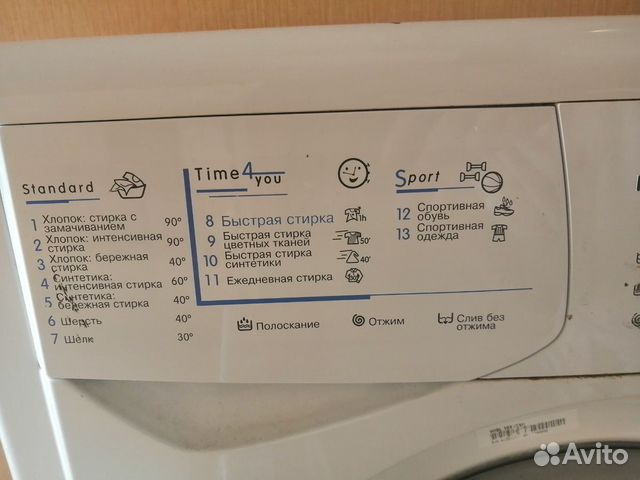 Standard
1 Хлопок: стирка с
замачиванием 90°
2 Хлопок: интенсивная
стирка 90°
3 Хлопок: бережная
стирка 40°
4 Синтетика:
интенсивная стирка 60°
5 Синтетика:
бережная стирка 40°
6 Шерсть 40°
7 Шёлк 30°
Time 4 you
8 Быстрая стирка 1h
9 Быстрая стирка
цветных тканей 50'
10 Быстрая стирка
синтетики 40'
11 Ежедневная стирка 30'
Sport
12 Спортивная
обувь
13 Спортивная
одежда
Полоскание
Отжим
Слив без
отжима
Avito